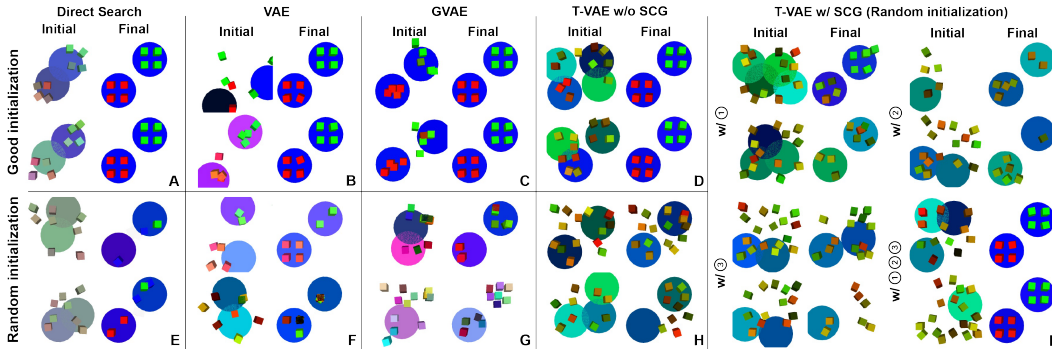 Direct Search VAE GVAE T-VAE w/o SCG T-VAE w/ SCG (Random initialization)
Initial Final Initial Final Initial Final Initial Final Initial Final Initial Final
Good initialization
w/ ①
w/ ②
A B C D
Random initialization
w/ ③
w/ ①②③
E F G H I